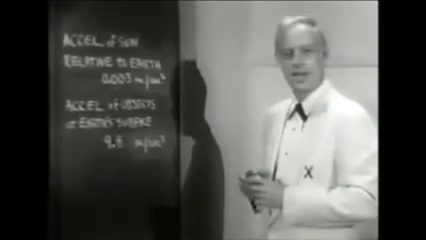 ACCEL of SUN
RELATIVE TO EARTH
0.003 m/sec²
ACCEL of OBJECTS
at EARTH'S SURFACE
9.8 m/sec²
X